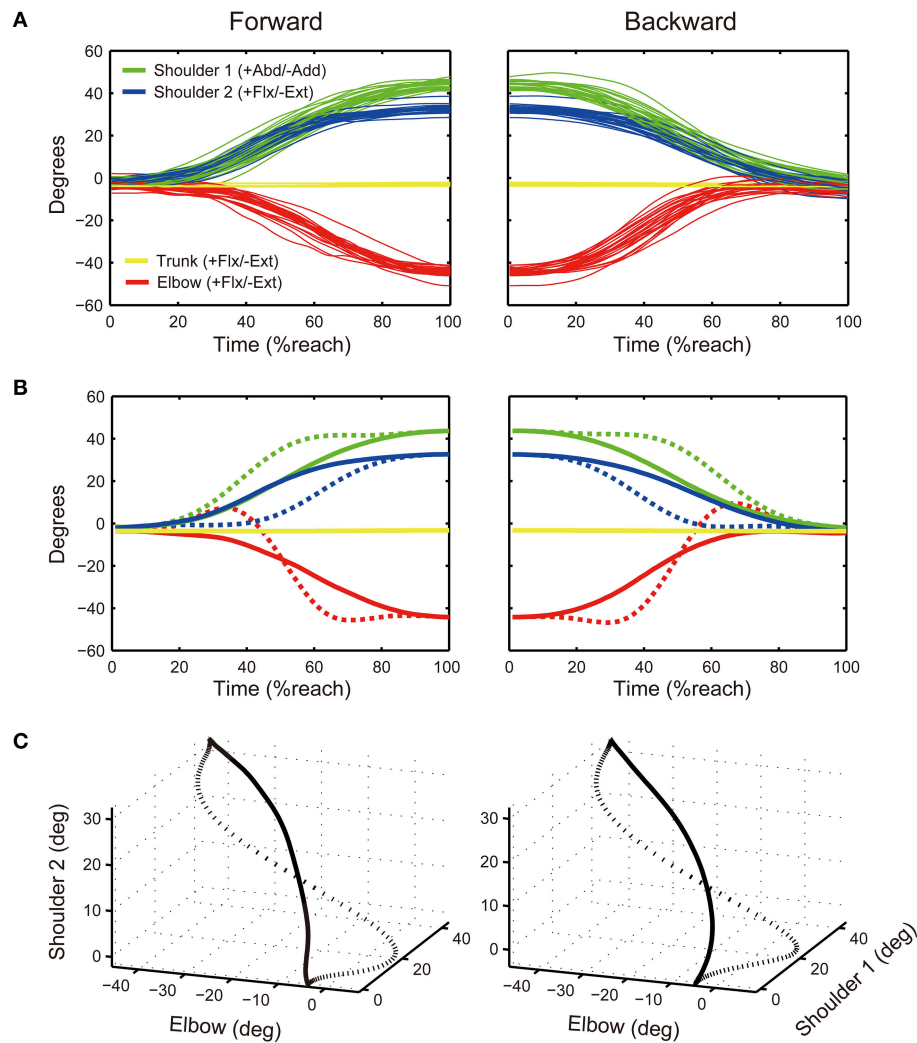 Forward
Backward
A
60
40
20
0
−20
−40
−60
Degrees
Shoulder 1 (+Abd/-Add)
Shoulder 2 (+Flx/-Ext)
Trunk (+Flx/-Ext)
Elbow (+Flx/-Ext)
0 20 40 60 80 100
Time (%reach)
0 20 40 60 80 100
Time (%reach)
B
60
40
20
0
−20
−40
−60
Degrees
0 20 40 60 80 100
Time (%reach)
0 20 40 60 80 100
Time (%reach)
C
30
20
10
0
Shoulder 2 (deg)
−40 −30 −20 −10 0
Elbow (deg)
0 20 40
30
20
10
0
−40 −30 −20 −10 0
Elbow (deg)
0 20 40
Shoulder 1 (deg)